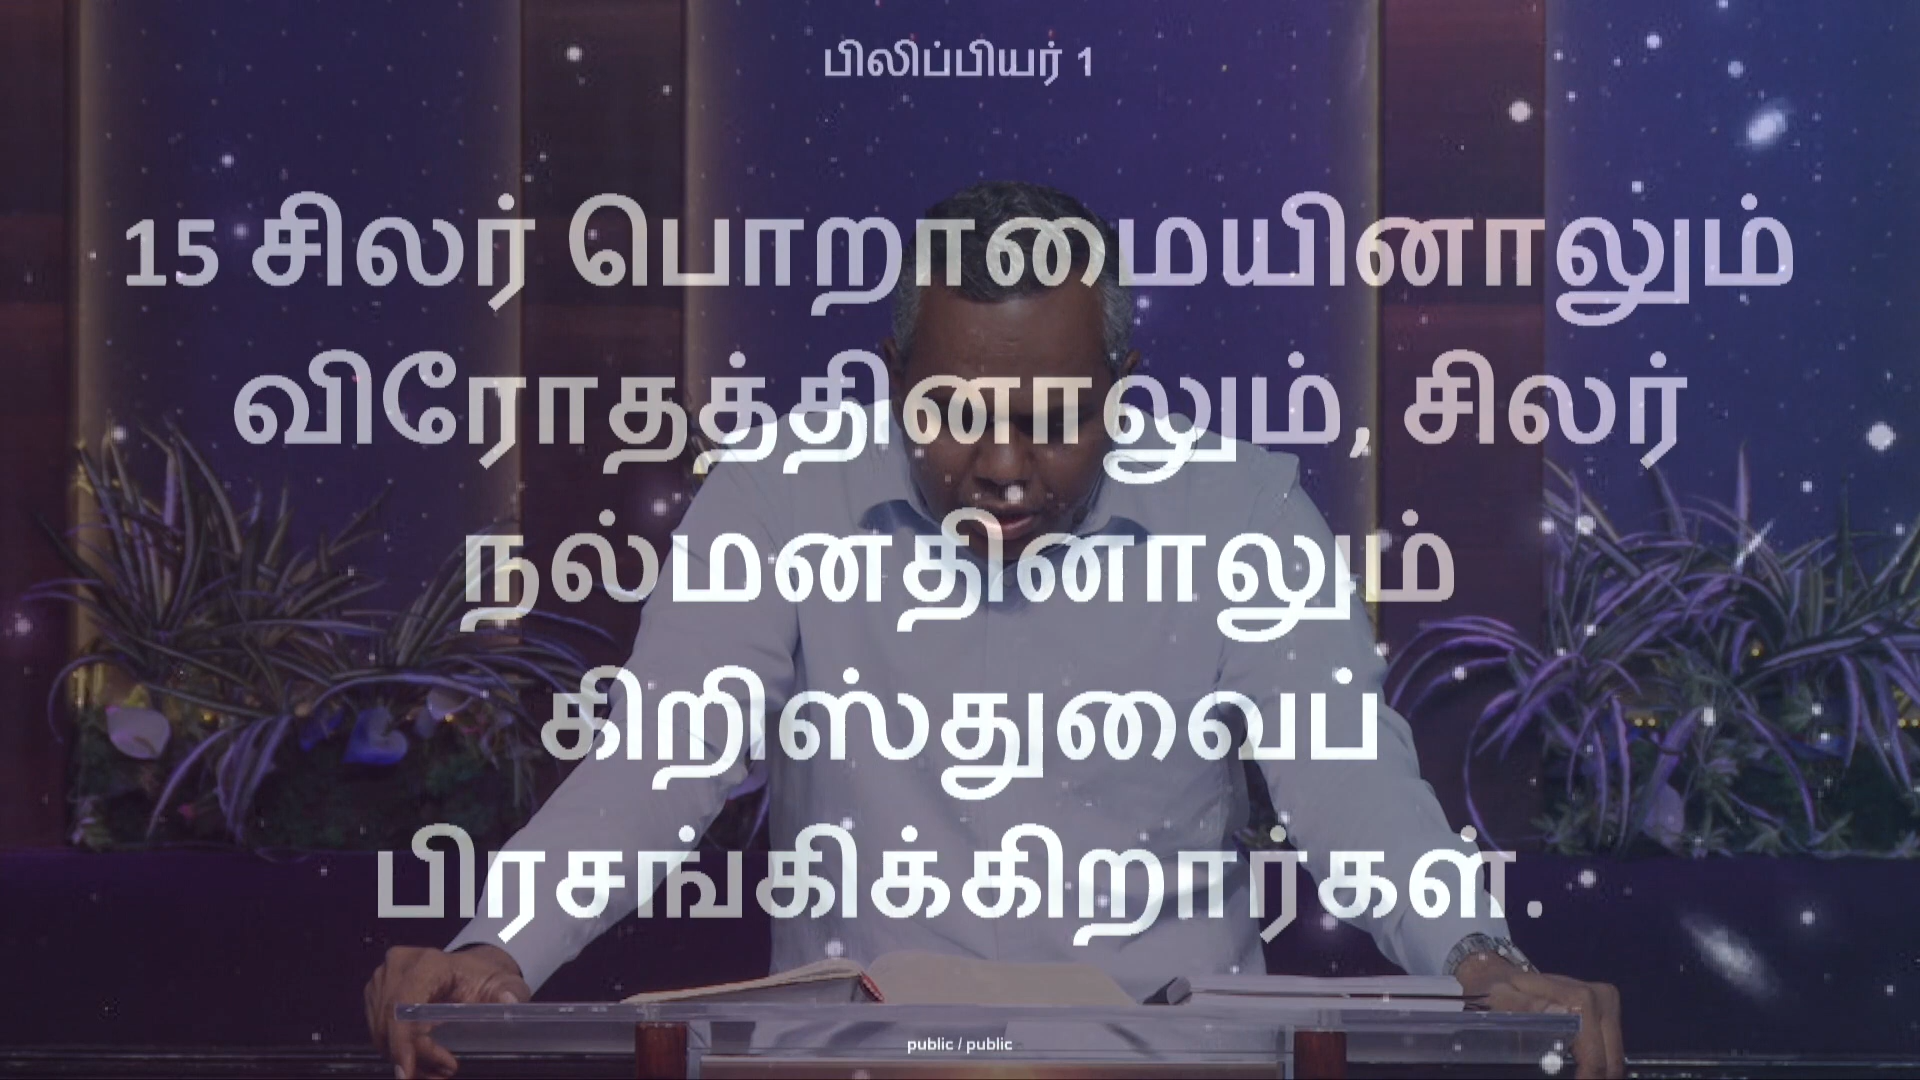 பிலிப்பியர் 1
15 சிலர் பொறாமையினாலும்
விரோதத்தினாலும், சிலர்
நல்மனதினாலும்
கிறிஸ்துவைப்
பிரசங்கிக்கிறார்கள்.
public / public